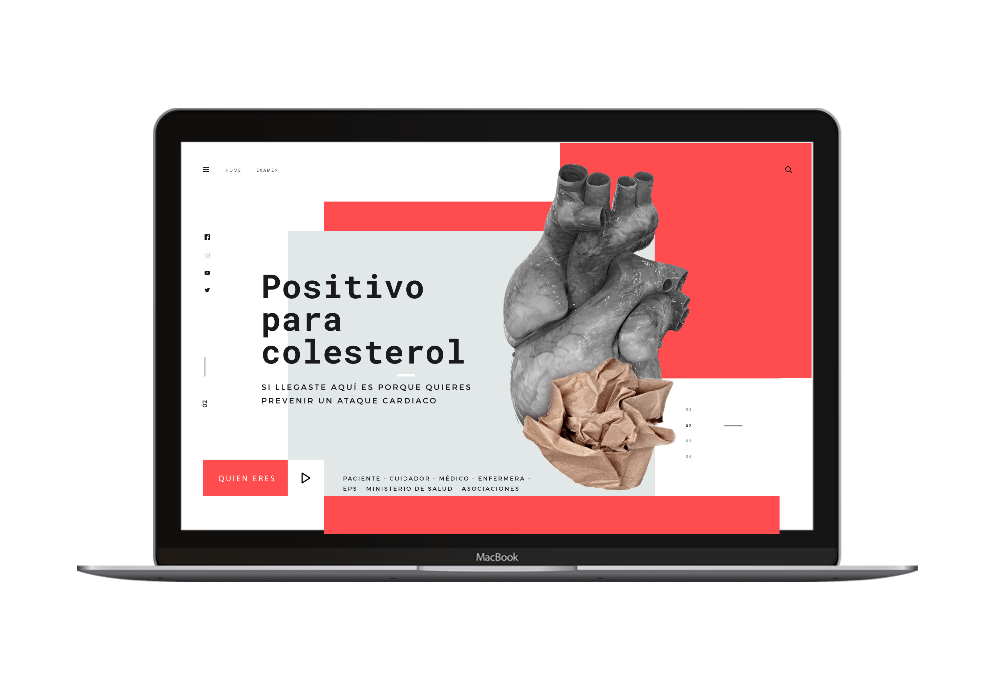 HOME EXAMEN
Positivo
para
colesterol
SI LLEGASTE AQUÍ ES PORQUE QUIERES
PREVENIR UN ATAQUE CARDIACO
02
01
02
03
04
QUIEN ERES
PACIENTE - CUIDADOR - MÉDICO - ENFERMERA -
EPS - MINISTERIO DE SALUD - ASOCIACIONES
MacBook